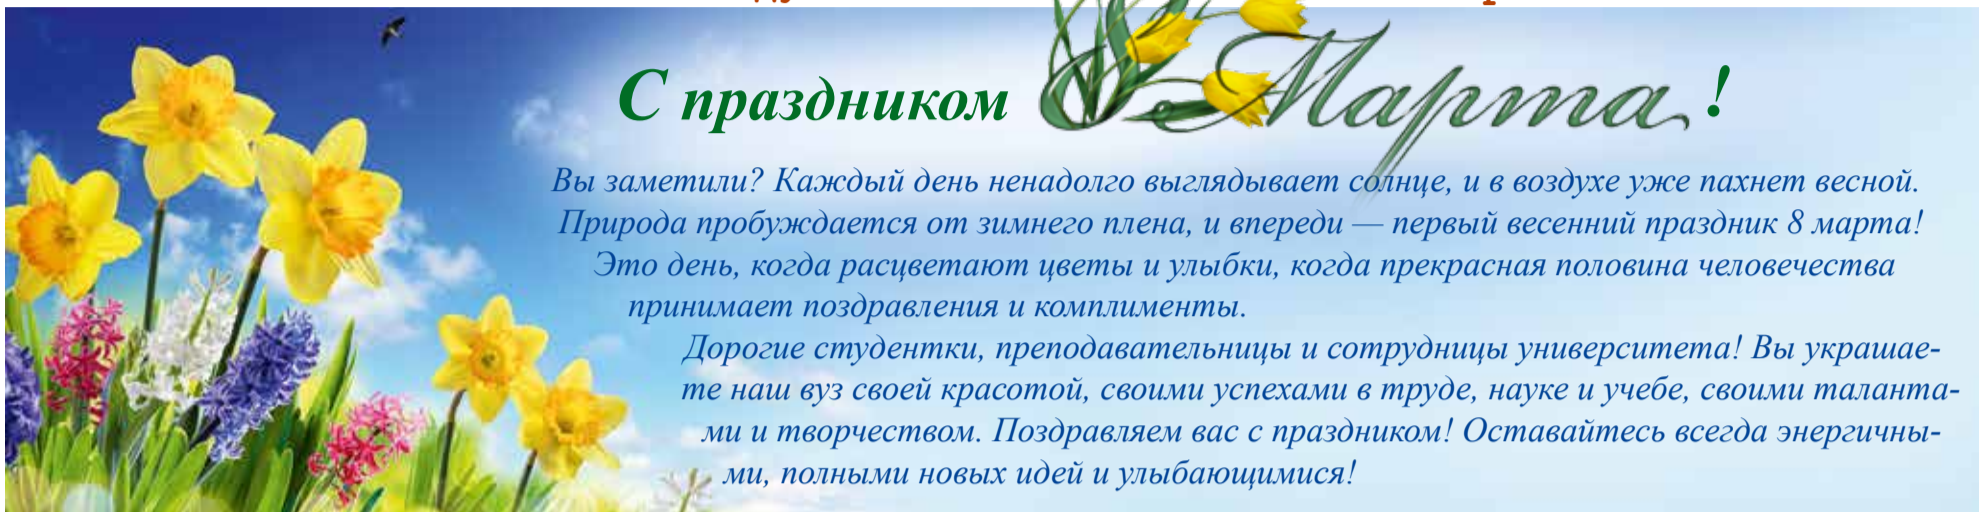 С праздником 8 Марта!
Вы заметили? Каждый день ненадолго выглядывает солнце, и в воздухе уже пахнет весной.
Природа пробуждается от зимнего плена, и впереди — первый весенний праздник 8 марта!
Это день, когда расцветают цветы и улыбки, когда прекрасная половина человечества
принимает поздравления и комплименты.
Дорогие студентки, преподавательницы и сотрудницы университета! Вы украшае-
те наш вуз своей красотой, своими успехами в труде, науке и учебе, своими таланта-
ми и творчеством. Поздравляем вас с праздником! Оставайтесь всегда энергичны-
ми, полными новых идей и улыбающимися!